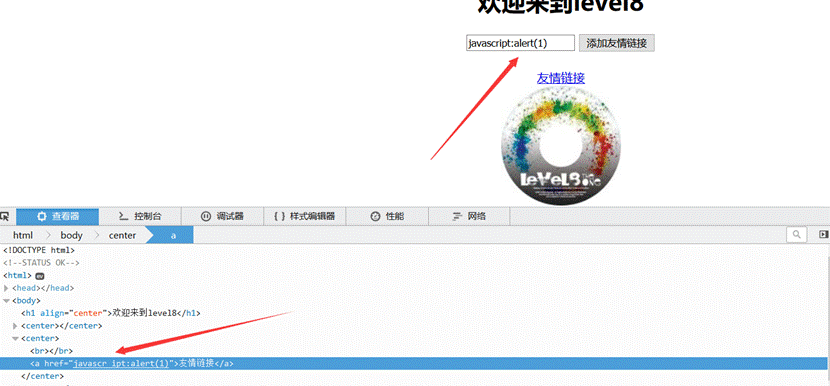 欢迎来到level8
javascript:alert(1) 添加友情链接
友情链接
LeVeL8
查看器 控制台 调试器 { } 样式编辑器 性能 网络
html body center a
<!DOCTYPE html>
<!--STATUS OK-->
<html> ev
<head></head>
<body>
<h1 align="center">欢迎来到level8</h1>
<center></center>
<center>
<br></br>
<a href="javascr_ipt:alert(1)">友情链接</a>
</center>